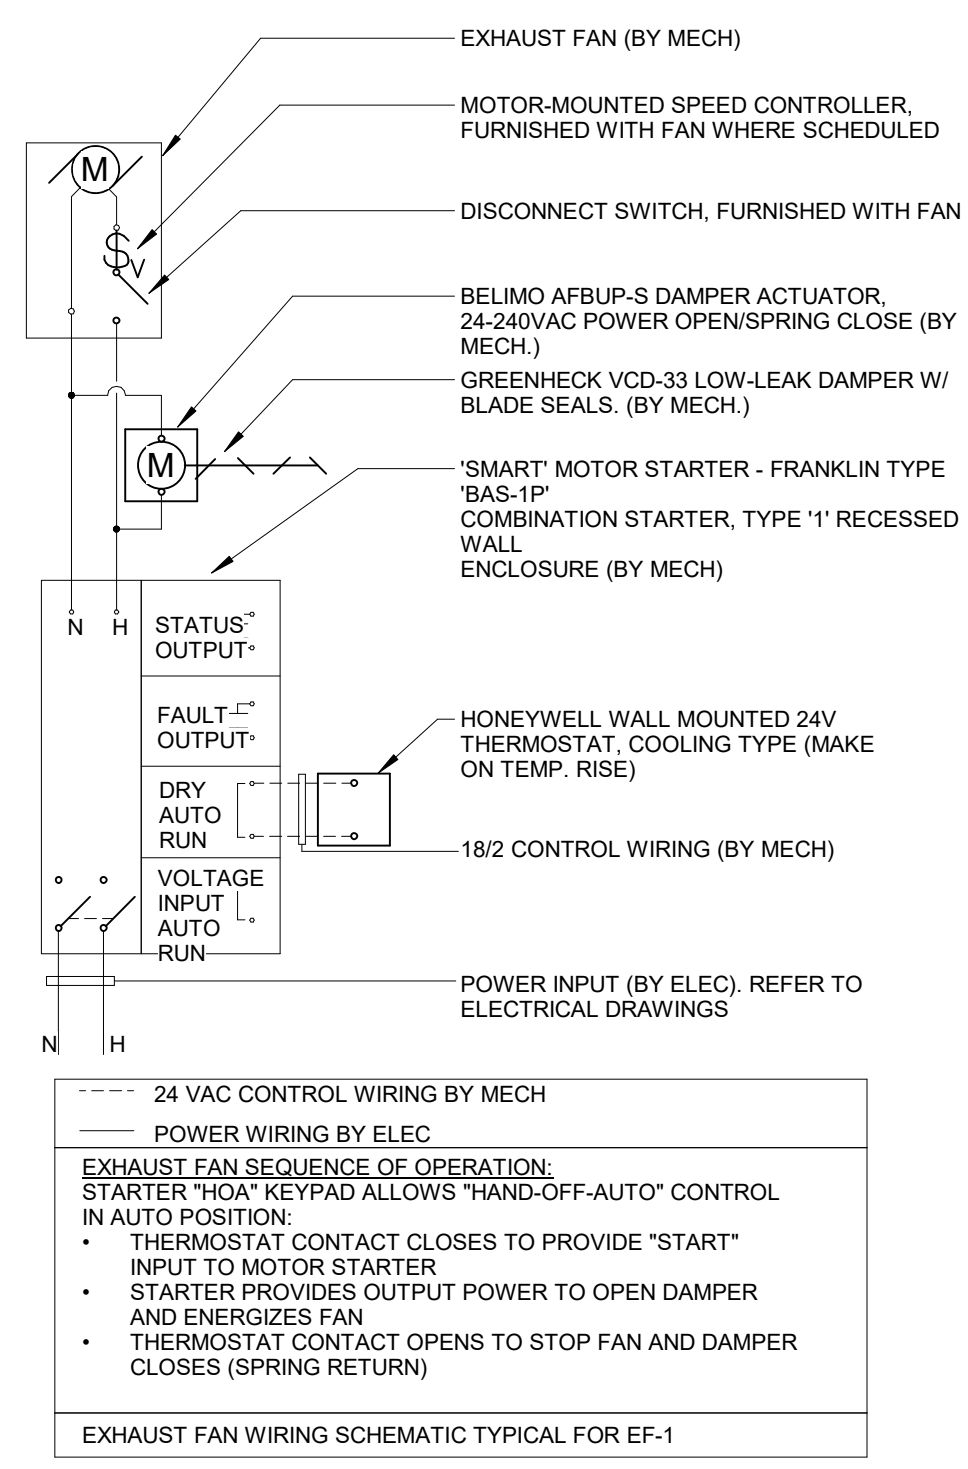 EXHAUST FAN (BY MECH)
MOTOR-MOUNTED SPEED CONTROLLER,
FURNISHED WITH FAN WHERE SCHEDULED
M
DISCONNECT SWITCH, FURNISHED WITH FAN
$
V
BELIMO AFBUP-S DAMPER ACTUATOR,
24-240VAC POWER OPEN/SPRING CLOSE (BY
MECH.)
GREENHECK VCD-33 LOW-LEAK DAMPER W/
BLADE SEALS. (BY MECH.)
M
'SMART' MOTOR STARTER - FRANKLIN TYPE
'BAS-1P'
COMBINATION STARTER, TYPE '1' RECESSED
WALL
ENCLOSURE (BY MECH)
N H
STATUS
OUTPUT
FAULT
OUTPUT
HONEYWELL WALL MOUNTED 24V
THERMOSTAT, COOLING TYPE (MAKE
ON TEMP. RISE)
DRY
AUTO
RUN
18/2 CONTROL WIRING (BY MECH)
VOLTAGE
INPUT
AUTO
RUN
POWER INPUT (BY ELEC). REFER TO
ELECTRICAL DRAWINGS
N H
24 VAC CONTROL WIRING BY MECH
POWER WIRING BY ELEC
EXHAUST FAN SEQUENCE OF OPERATION:
STARTER "HOA" KEYPAD ALLOWS "HAND-OFF-AUTO" CONTROL
IN AUTO POSITION:
• THERMOSTAT CONTACT CLOSES TO PROVIDE "START"
INPUT TO MOTOR STARTER
• STARTER PROVIDES OUTPUT POWER TO OPEN DAMPER
AND ENERGIZES FAN
• THERMOSTAT CONTACT OPENS TO STOP FAN AND DAMPER
CLOSES (SPRING RETURN)
EXHAUST FAN WIRING SCHEMATIC TYPICAL FOR EF-1